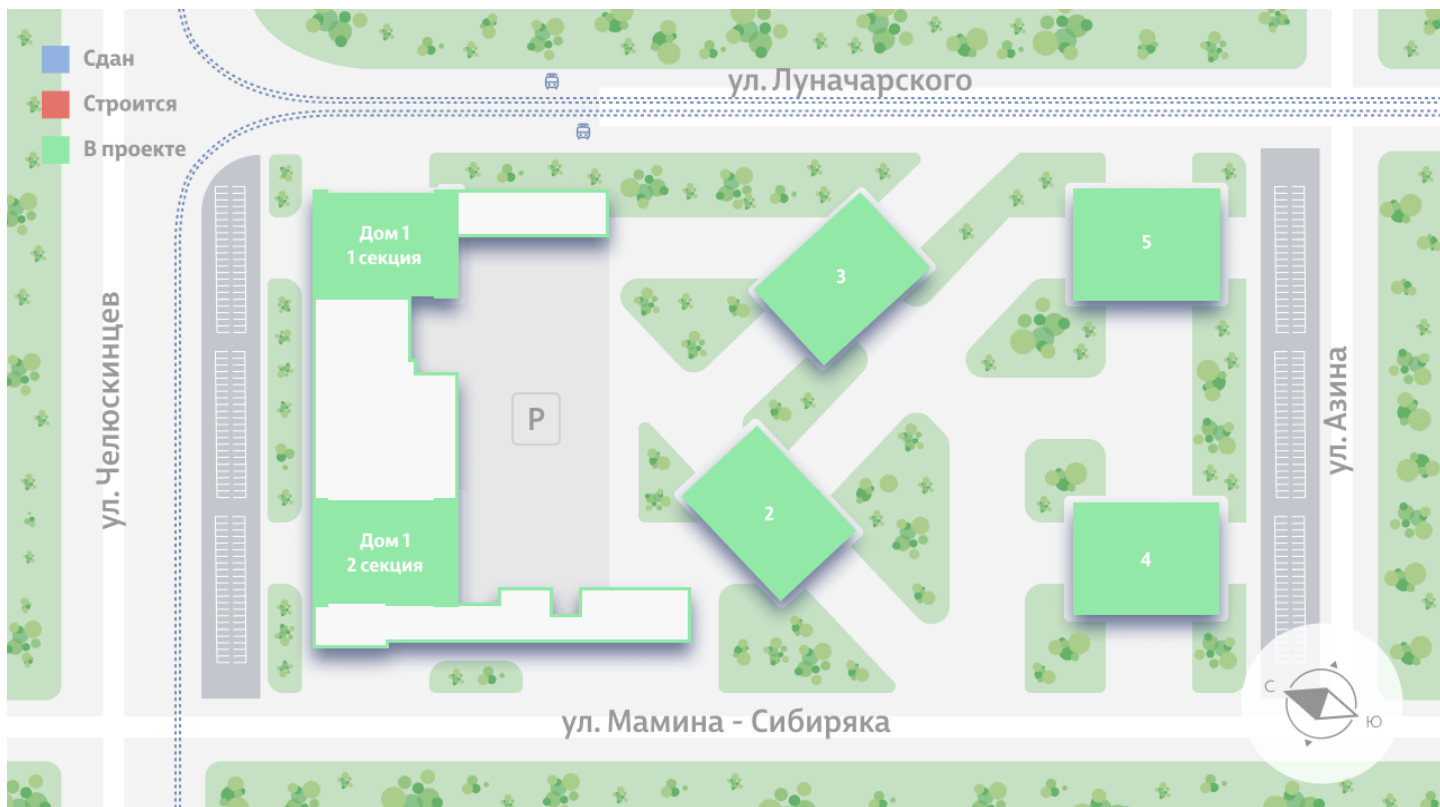 Сдан
Строится
В проекте
ул. Луначарского
ул. Челюскинцев
ул. Азина
Дом 1
1 секция
3
5
P
Дом 1
2 секция
2
4
ул. Мамина - Сибиряка
С
Ю